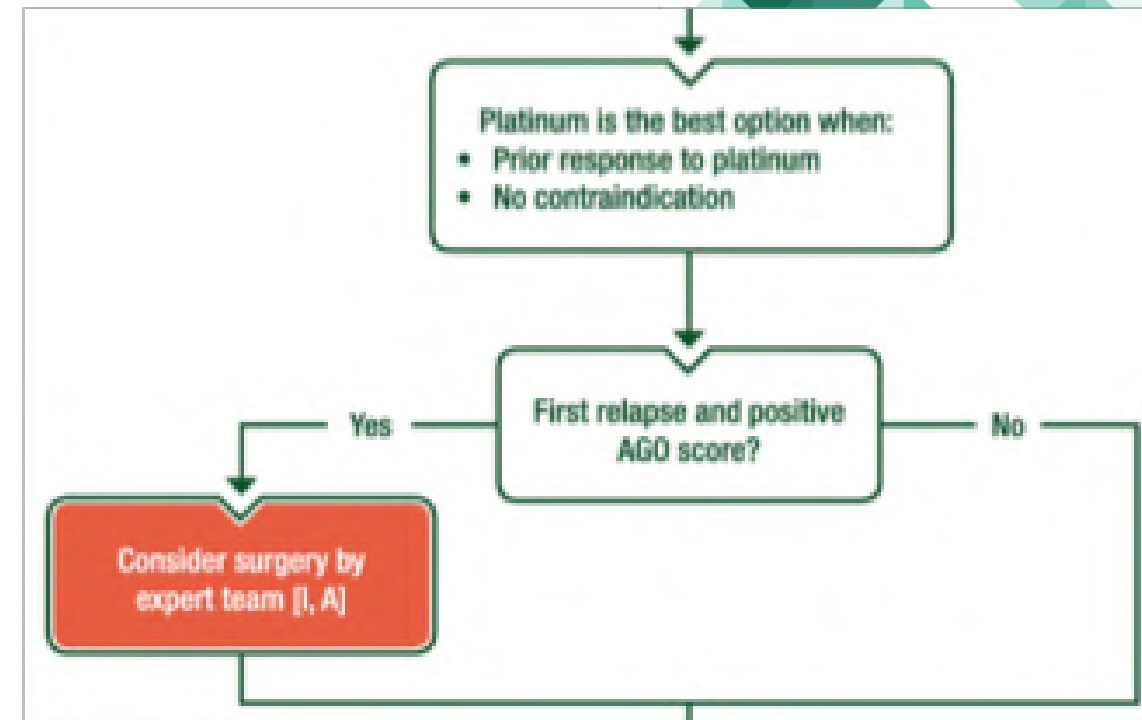 Platinum is the best option when:
• Prior response to platinum
• No contraindication
First relapse and positive
AGO score?
Yes
No
Consider surgery by
expert team [I, A]